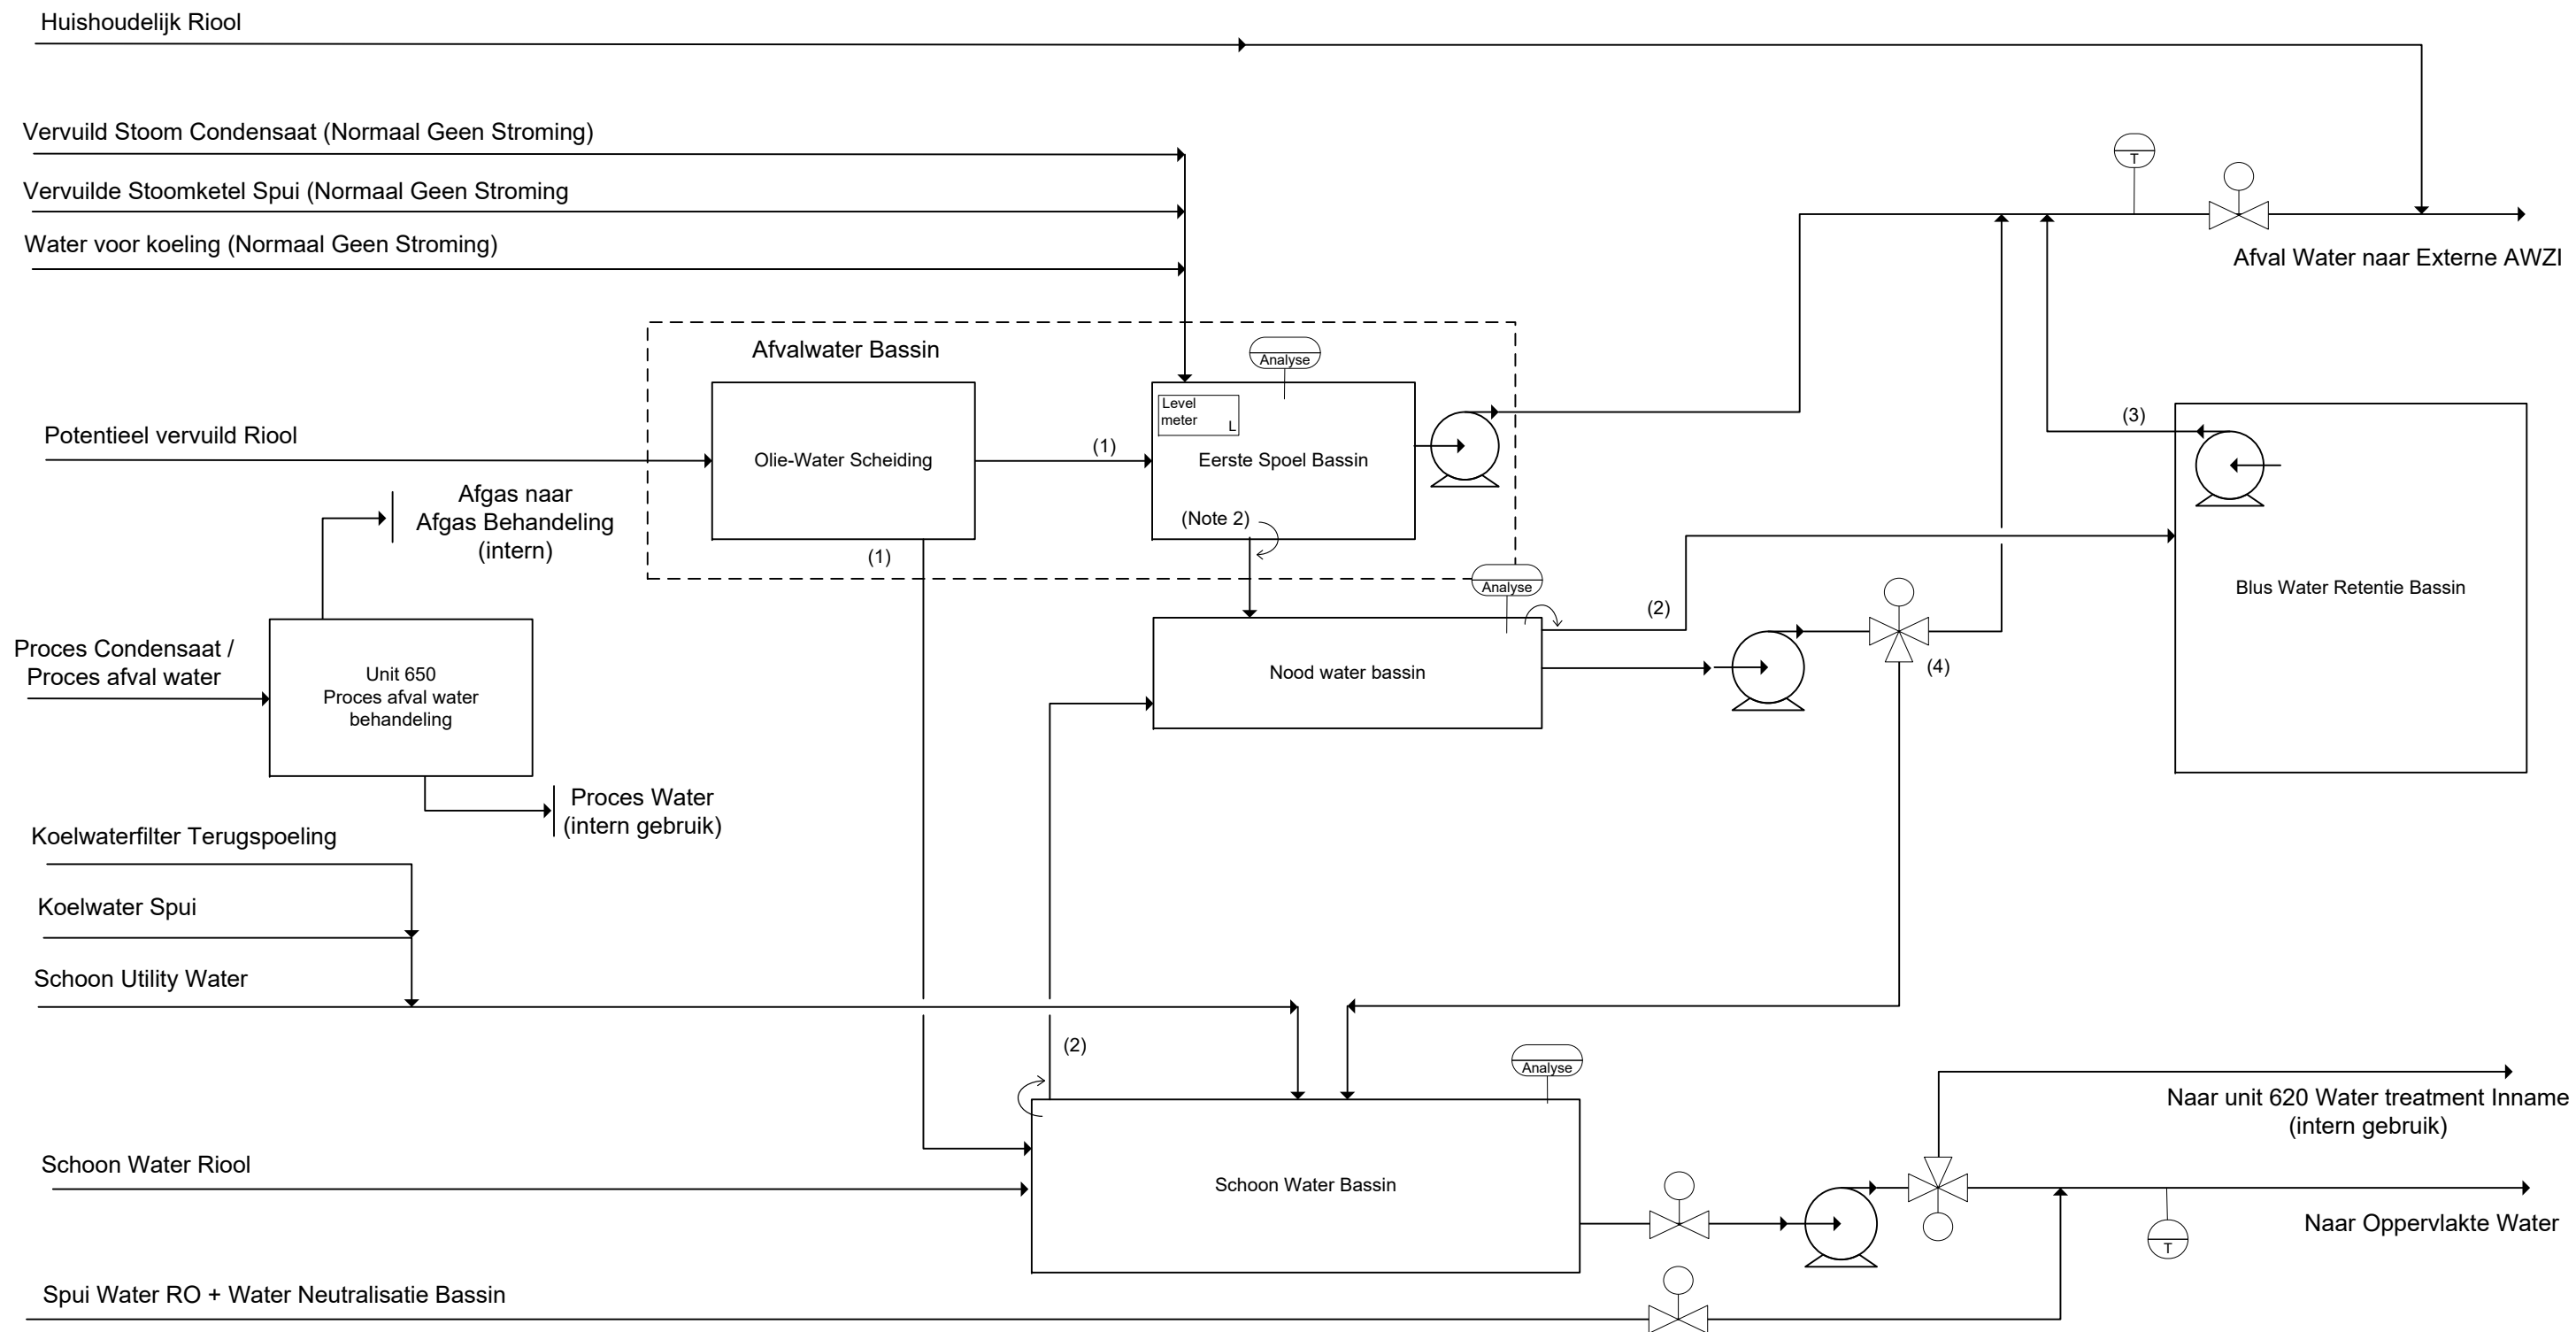 Huishoudelijk Riool
Vervuild Stoom Condensaat (Normaal Geen Stroming)
T
Vervuilde Stoomketel Spui (Normaal Geen Stroming
Water voor koeling (Normaal Geen Stroming)
Afval Water naar Externe AWZI
Afvalwater Bassin
Analyse
Level
meter
L
Potentieel vervuild Riool
Olie-Water Scheiding
(1)
Eerste Spoel Bassin
(3)
Afgas naar
Afgas Behandeling
(intern)
(Note 2)
(1)
Analyse
(2)
Blus Water Retentie Bassin
Proces Condensaat /
Proces afval water
Unit 650
Proces afval water
behandeling
Nood water bassin
(4)
Proces Water
(intern gebruik)
Koelwaterfilter Terugspoeling
Koelwater Spui
Schoon Utility Water
(2)
Analyse
Naar unit 620 Water treatment Inname
(intern gebruik)
Schoon Water Riool
Schoon Water Bassin
Naar Oppervlakte Water
T
Spui Water RO + Water Neutralisatie Bassin